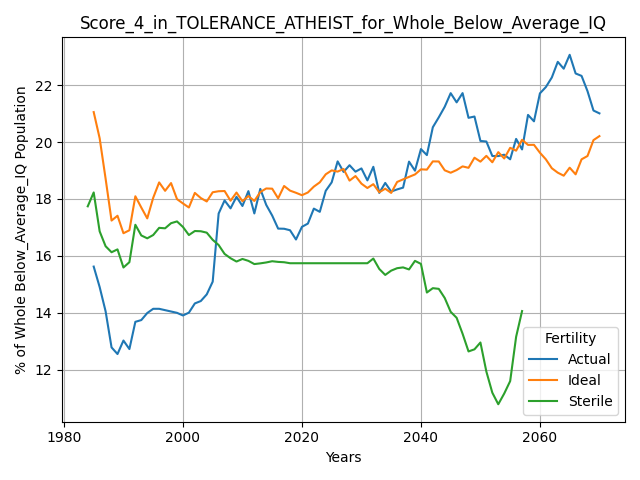 Score_4_in_TOLERANCE_ATHEIST_for_Whole_Below_Average_IQ
% of Whole Below_Average_IQ Population
22
20
18
16
14
12
Fertility
Actual
Ideal
Sterile
1980
2000
2020
2040
2060
Years